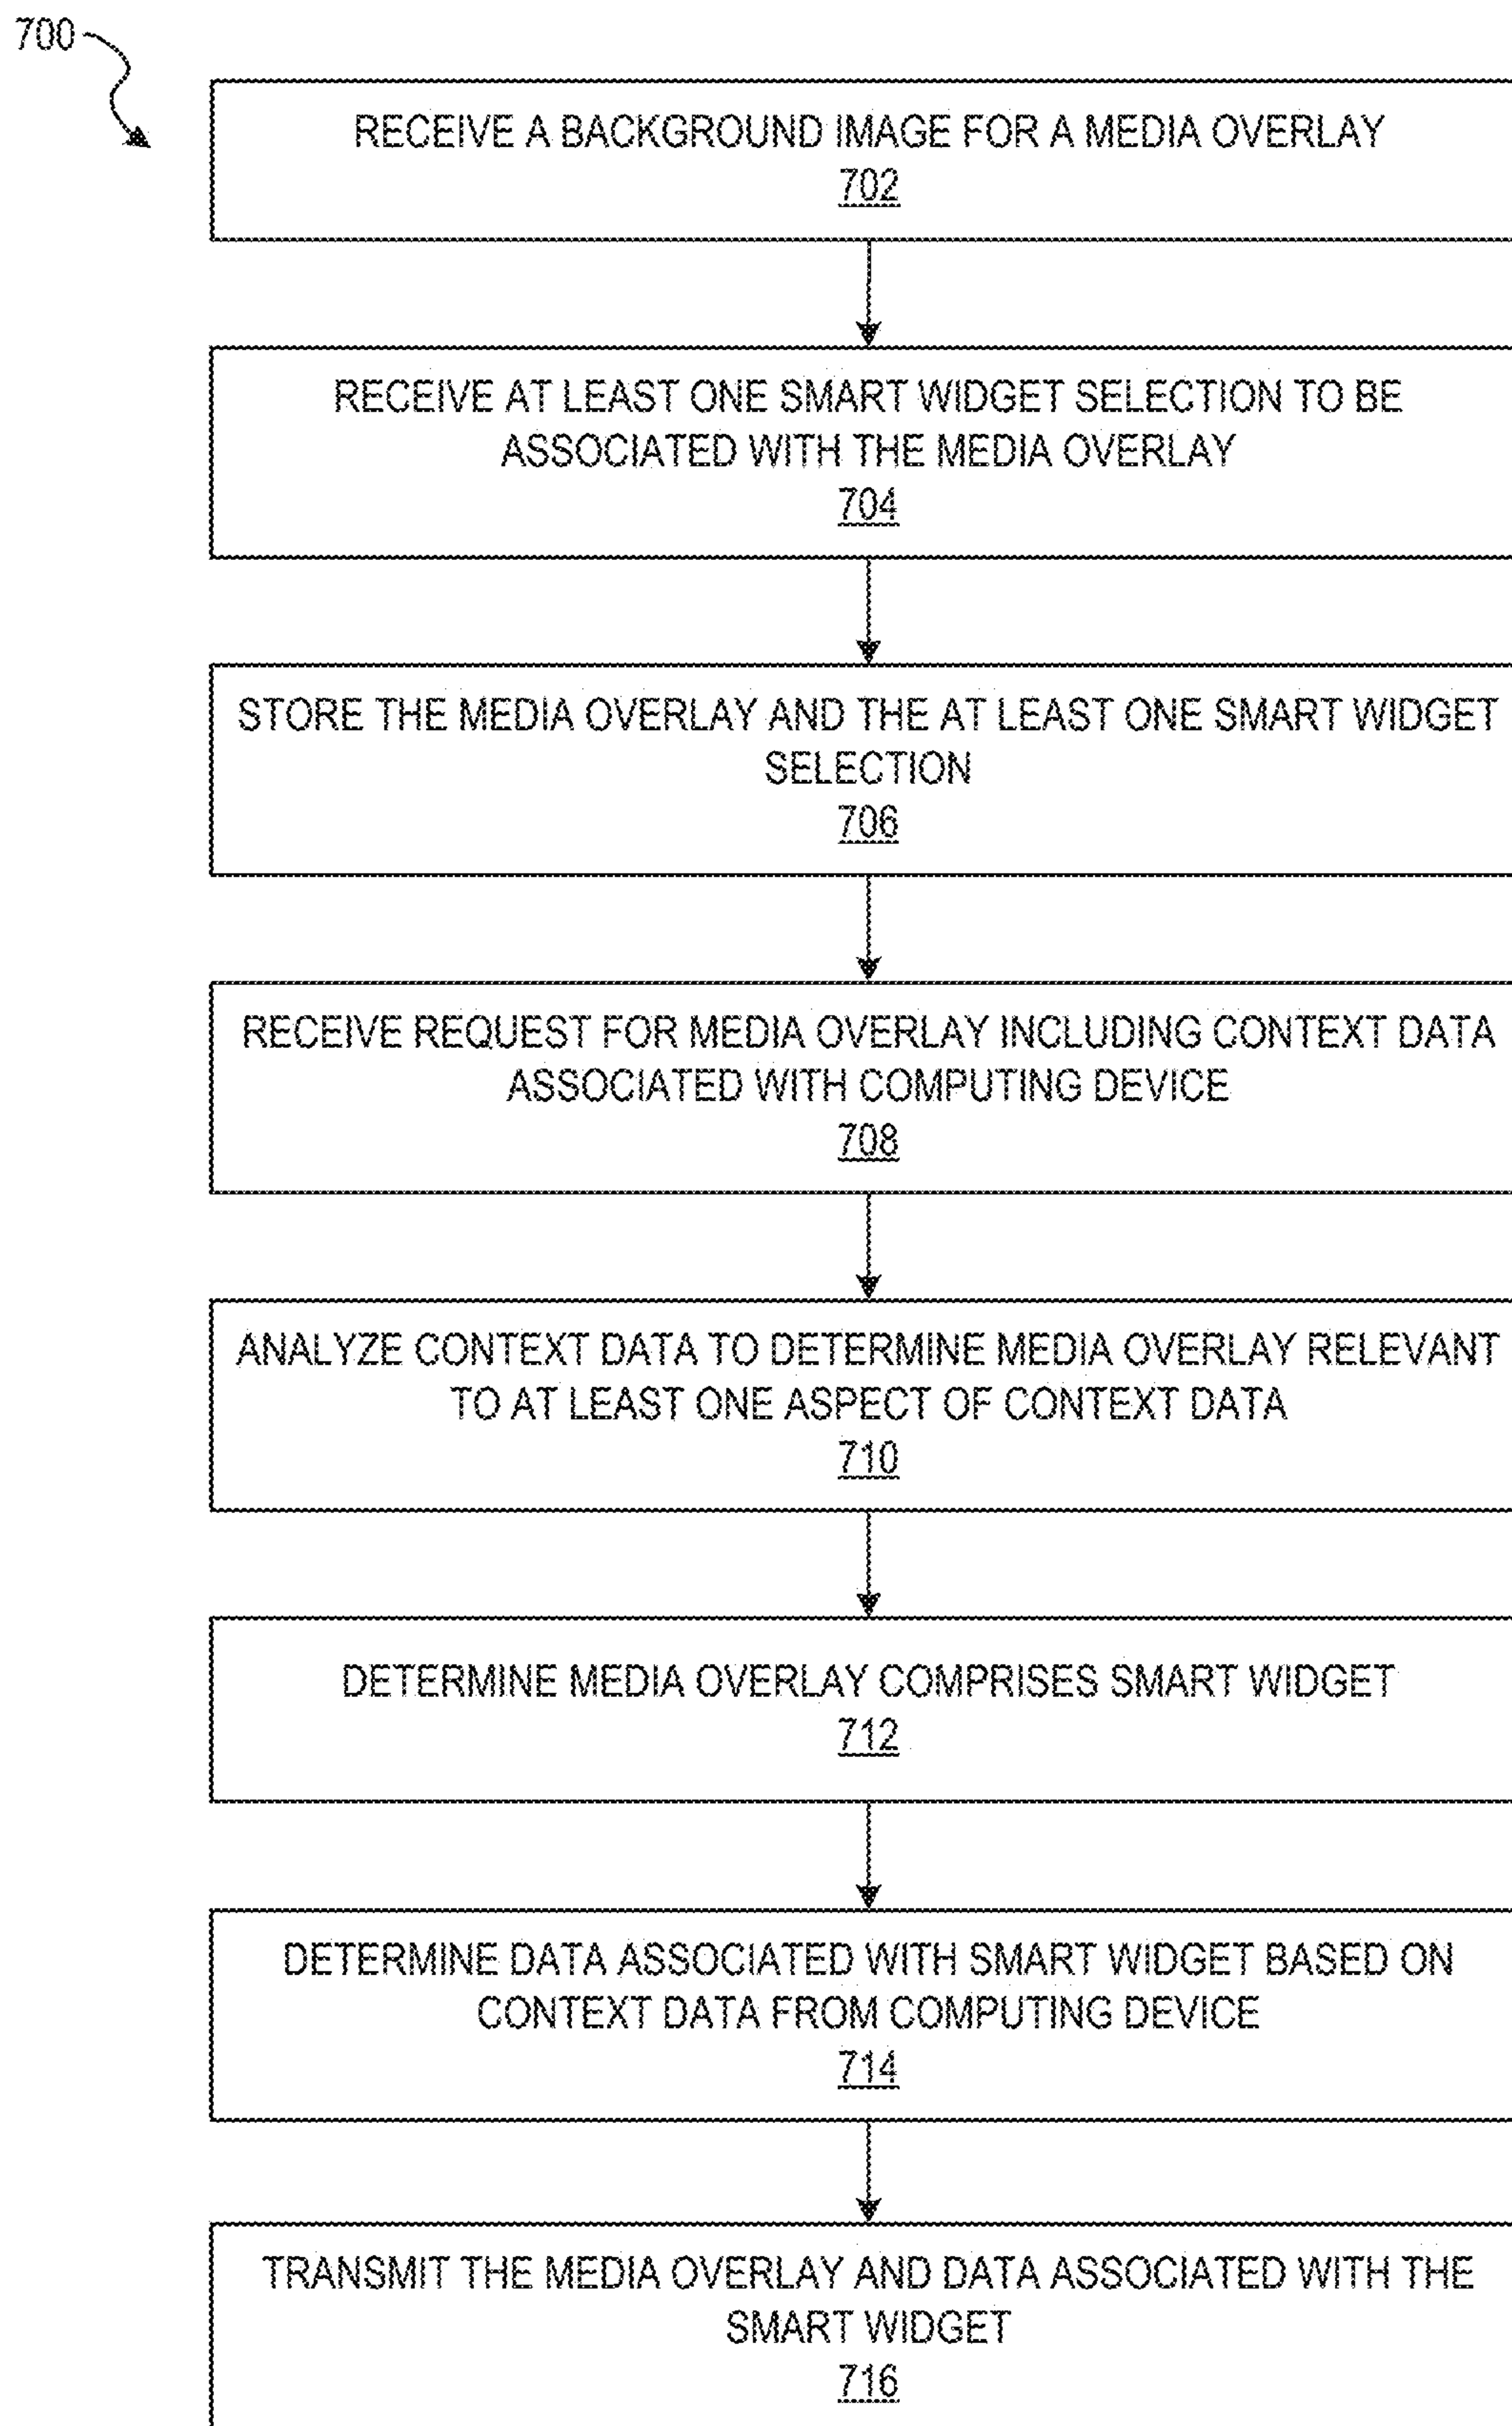 700
RECEIVE A BACKGROUND IMAGE FOR A MEDIA OVERLAY
702
RECEIVE AT LEAST ONE SMART WIDGET SELECTION TO BE
ASSOCIATED WITH THE MEDIA OVERLAY
704
STORE THE MEDIA OVERLAY AND THE AT LEAST ONE SMART WIDGET
SELECTION
706
RECEIVE REQUEST FOR MEDIA OVERLAY INCLUDING CONTEXT DATA
ASSOCIATED WITH COMPUTING DEVICE
708
ANALYZE CONTEXT DATA TO DETERMINE MEDIA OVERLAY RELEVANT
TO AT LEAST ONE ASPECT OF CONTEXT DATA
710
DETERMINE MEDIA OVERLAY COMPRISES SMART WIDGET
712
DETERMINE DATA ASSOCIATED WITH SMART WIDGET BASED ON
CONTEXT DATA FROM COMPUTING DEVICE
714
TRANSMIT THE MEDIA OVERLAY AND DATA ASSOCIATED WITH THE
SMART WIDGET
716